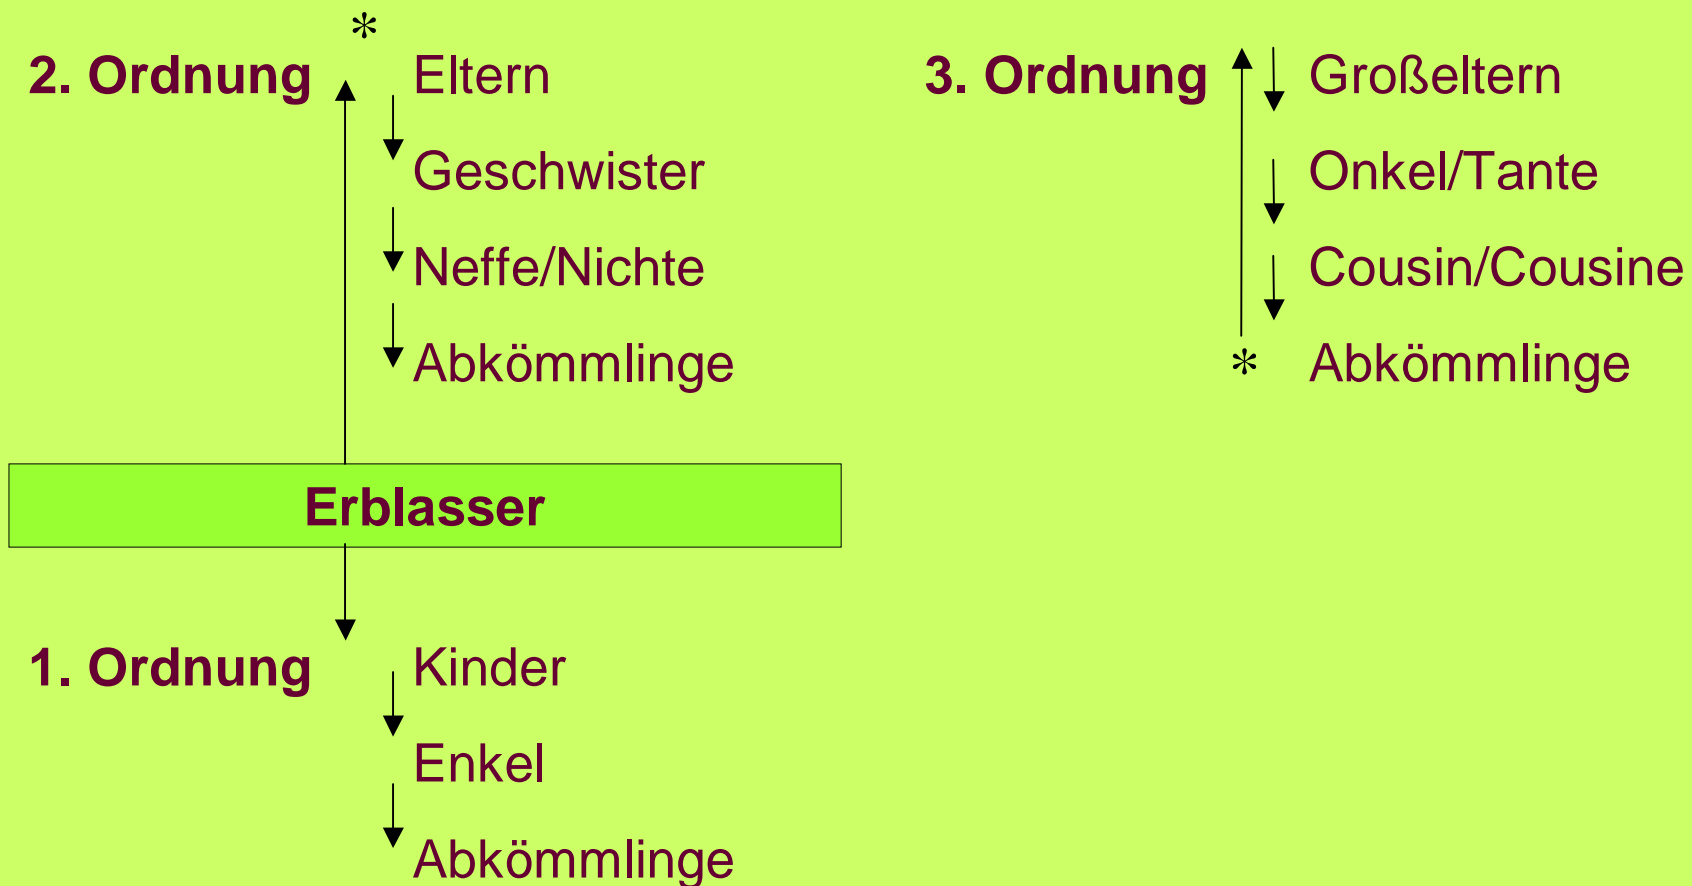 *
2. Ordnung Eltern
Geschwister
Neffe/Nichte
Abkömmlinge
3. Ordnung Großeltern
Onkel/Tante
Cousin/Cousine
* Abkömmlinge
Erblasser
1. Ordnung Kinder
Enkel
Abkömmlinge